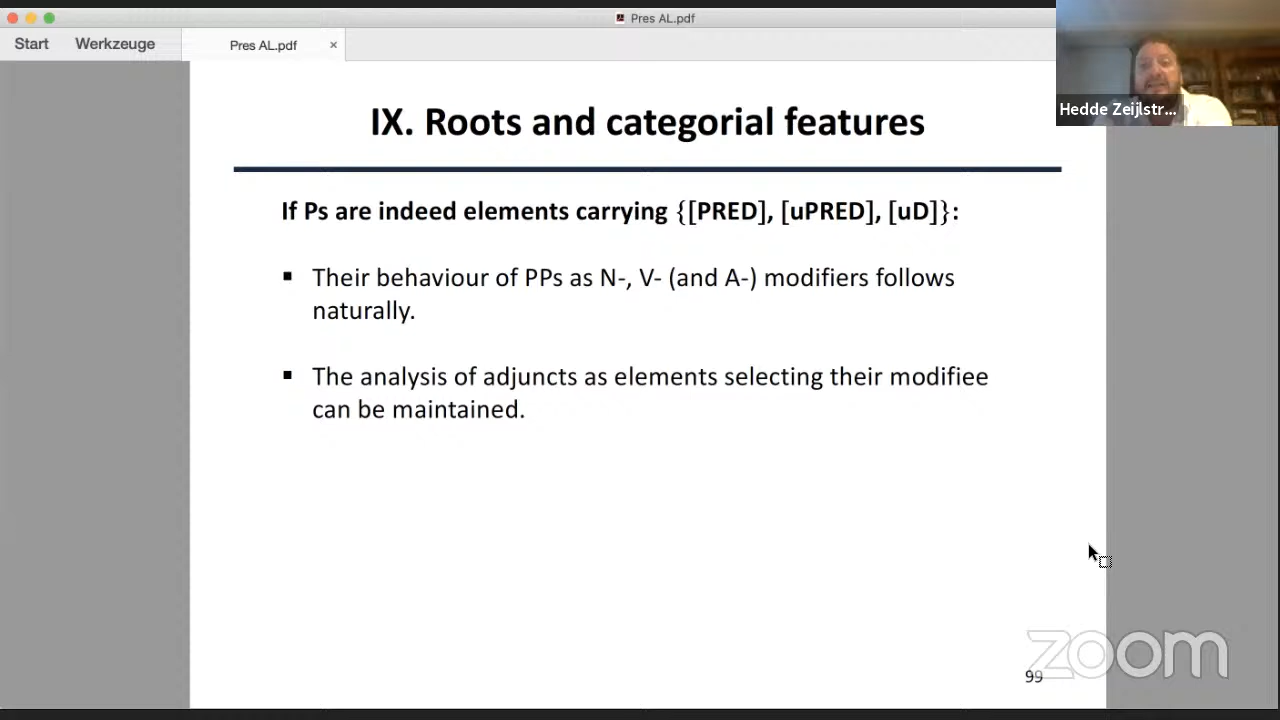 Pres AL.pdf
Start
Werkzeuge
Pres AL.pdf
×
Hedde Zeijlstr...
IX. Roots and categorial features
If Ps are indeed elements carrying {[PRED], [uPRED], [uD]}:
▪ Their behaviour of PPs as N-, V- (and A-) modifiers follows
naturally.
▪ The analysis of adjuncts as elements selecting their modifiee
can be maintained.
zoom
99